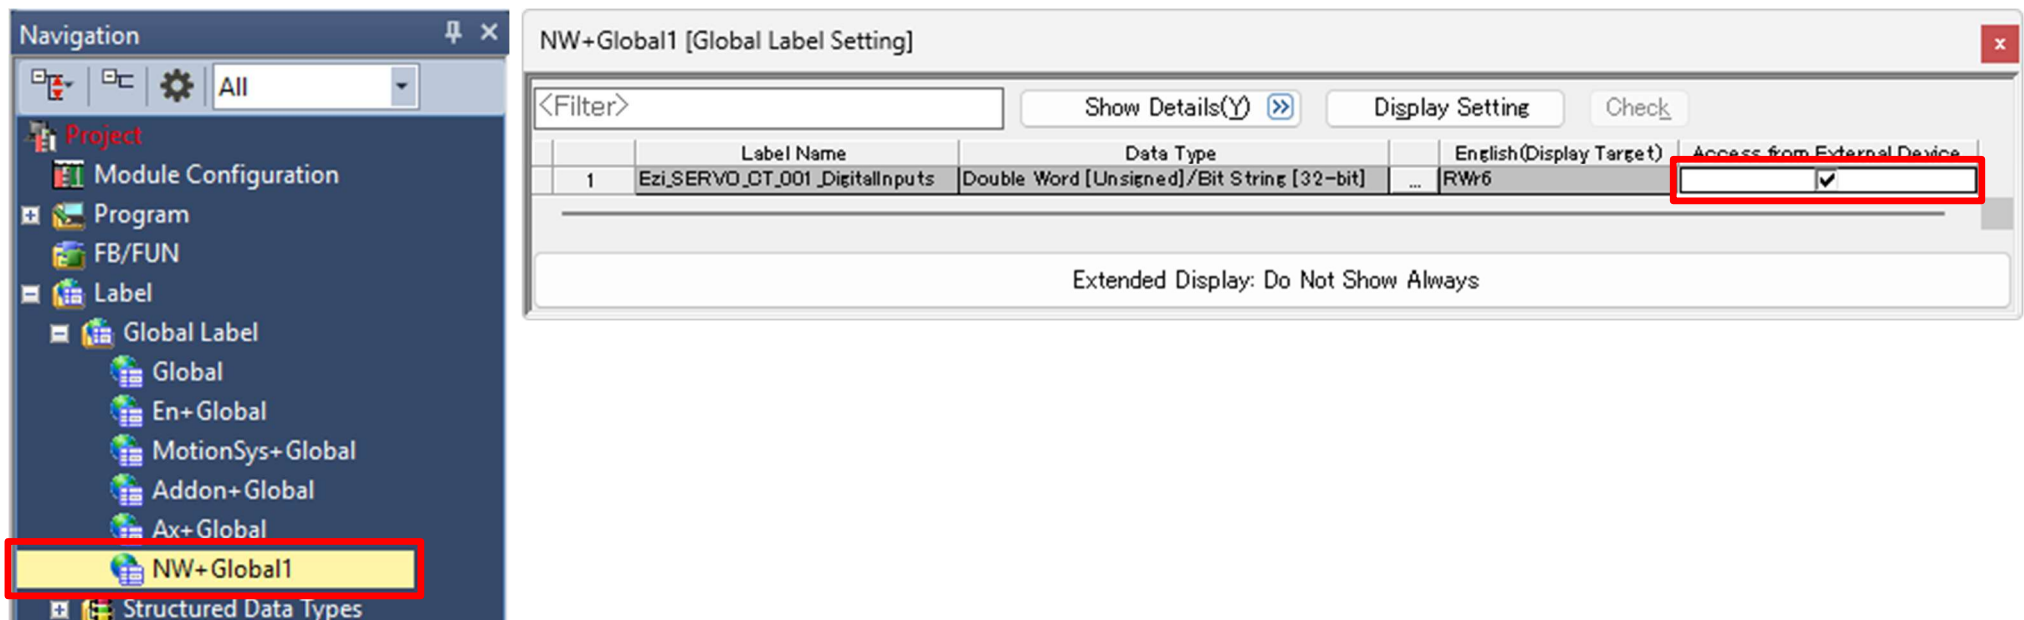 Navigation
All
Project
Module Configuration
Program
FB/FUN
Label
Global Label
Global
En+Global
MotionSys+Global
Addon+Global
Ax+Global
NW+Global1
Structured Data Types
NW+Global1 [Global Label Setting]
<Filter>
Show Details(Y)
Display Setting
Check
Label Name Data Type English(Display Target) Access from External Device
1 Ezi_SERVO_CT_001_DigitalInputs Double Word [Unsigned]/Bit String [32-bit] ... RWr6
Extended Display: Do Not Show Always